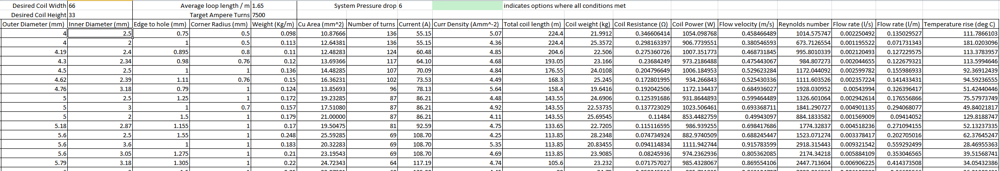 Desired Coil Width 66 Average loop length / m 1.65 System Pressure drop 6 indicates options where all conditions met
Desired Coil Height 33 Target Ampere Turns 7500
Outer Diameter (mm) Inner Diameter (mm) Edge to hole (mm) Corner Radius (mm) Weight (Kg/m) Cu Area (mm^2) Number of turns Current (A) Curr Density (Amm^-2) Total coil length (m) Coil weight (kg) Coil Resistance (Ω) Coil Power (W) Flow velocity (m/s) Reynolds number Flow rate (l/s) Flow rate (l/m) Temperature rise (deg C)
4 2.5 0.75 0.5 0.098 10.87666 136 55.15 5.07 224.4 21.9912 0.346606414 1054.098768 0.458466489 1014.575747 0.002250492 0.135029527 111.7866103
4 2 1 0.5 0.113 12.64381 136 55.15 4.36 224.4 25.3572 0.298163397 906.7739551 0.380546593 673.7126554 0.001195522 0.071731343 181.0203096
4.19 2.4 0.895 0.8 0.11 12.48283 124 60.48 4.85 204.6 22.506 0.275360726 1007.351773 0.468731845 995.8010339 0.002120493 0.127229575 113.3783957
4.3 2.34 0.98 0.76 0.12 13.69366 117 64.10 4.68 193.05 23.166 0.23684249 973.2186488 0.475443067 984.807273 0.002044655 0.122679321 113.5994646
4.5 2.5 1 1 0.136 14.48285 107 70.09 4.84 176.55 24.0108 0.204796649 1006.184953 0.529623284 1172.044092 0.002599782 0.155986933 92.36912439
4.62 2.39 1.11 0.76 0.15 16.36231 102 73.53 4.49 168.3 25.245 0.172801995 934.266843 0.525430336 1111.603526 0.002357224 0.141433431 94.59236555
4.76 3.18 0.79 1 0.124 13.85693 96 78.13 5.64 158.4 19.6416 0.192042506 1172.134437 0.684936027 1928.030952 0.00543994 0.326396417 51.42440446
5 2.5 1.25 1 0.172 19.23285 87 86.21 4.48 143.55 24.6906 0.125391686 931.8644893 0.599464489 1326.601064 0.002942614 0.176556866 75.57973749
5 3 1 0.7 0.157 17.51080 87 86.21 4.92 143.55 22.53735 0.137723029 1023.506461 0.693368711 1841.290727 0.004901135 0.294068077 49.84021817
5 2 1.5 1 0.179 21.00000 87 86.21 4.11 143.55 25.69545 0.11484 853.4482759 0.49943097 884.1833582 0.001569009 0.09414052 129.8188747
5.18 2.87 1.155 1 0.17 19.50475 81 92.59 4.75 133.65 22.7205 0.115116595 986.939255 0.698417686 1774.32837 0.004518236 0.271094155 52.13237335
5.6 2.5 1.55 1 0.248 25.59285 69 108.70 4.25 113.85 28.2348 0.074734924 882.9740509 0.688245447 1523.071274 0.003378417 0.202705016 62.37645247
5.6 3.6 1 1 0.183 20.32283 69 108.70 5.35 113.85 20.83455 0.094114834 1111.942744 0.915783599 2918.315443 0.009321542 0.559292499 28.46955363
5.6 3.05 1.275 1 0.21 23.19543 69 108.70 4.69 113.85 23.9085 0.08245936 974.2362936 0.805362085 2174.34218 0.005884109 0.353046565 39.51568741
5.79 3.18 1.305 1 0.22 24.72343 64 117.19 4.74 105.6 23.232 0.071757027 985.4328067 0.869554106 2447.713604 0.006906225 0.414373508 34.05432386